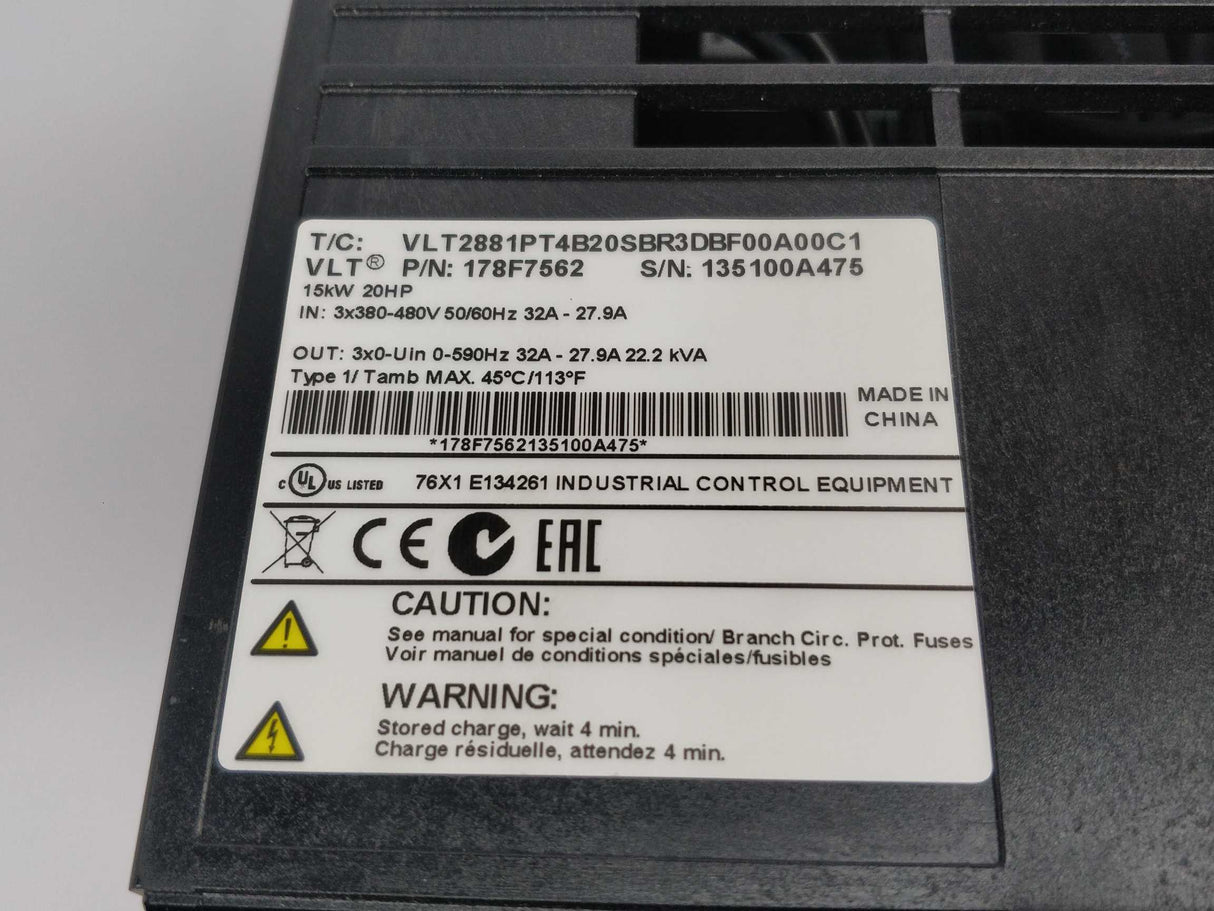 T/C: VLT2881PT4B20SBR3DBF00A00C1
VLT® P/N: 178F7562 S/N: 135100A475
15kW 20HP
IN: 3x380-480V 50/60Hz 32A - 27.9A
OUT: 3x0-Uin 0-590Hz 32A - 27.9A 22.2 kVA
Type 1/ Tamb MAX. 45°C/113°F
MADE IN
CHINA
*178F7562135100A475*
C UL US LISTED 76X1 E134261 INDUSTRIAL CONTROL EQUIPMENT
CE EAC
CAUTION:
See manual for special condition/ Branch Circ. Prot. Fuses
Voir manuel de conditions spéciales/fusibles
WARNING:
Stored charge, wait 4 min.
Charge résiduelle, attendez 4 min.